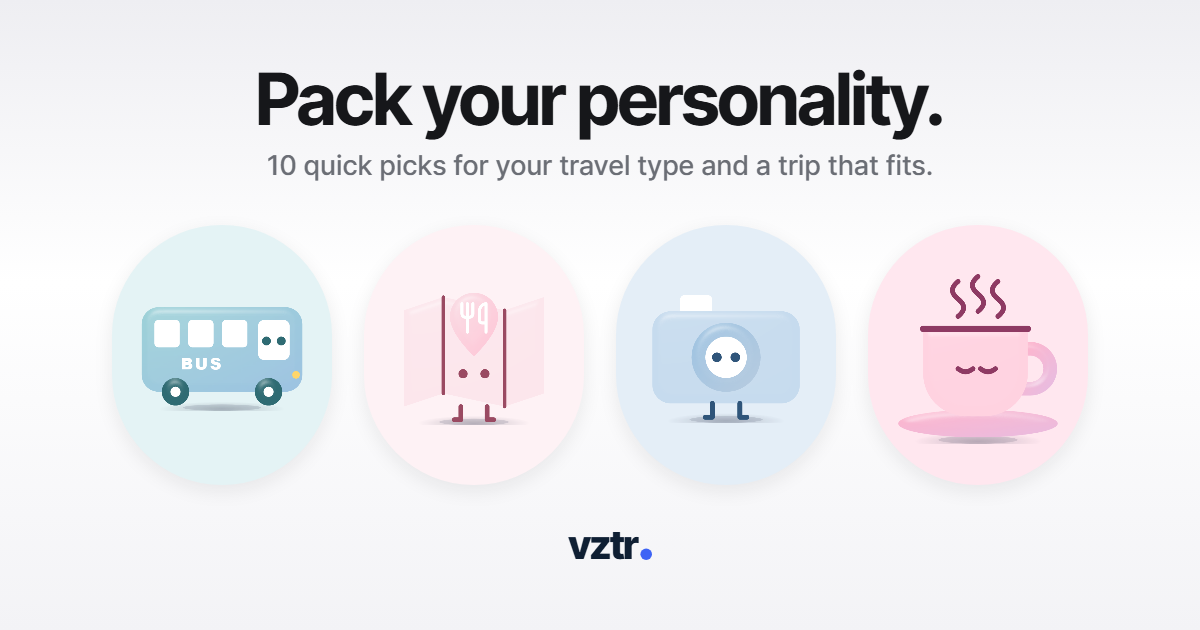 Pack your personality.
10 quick picks for your travel type and a trip that fits.
BUS
vztr.